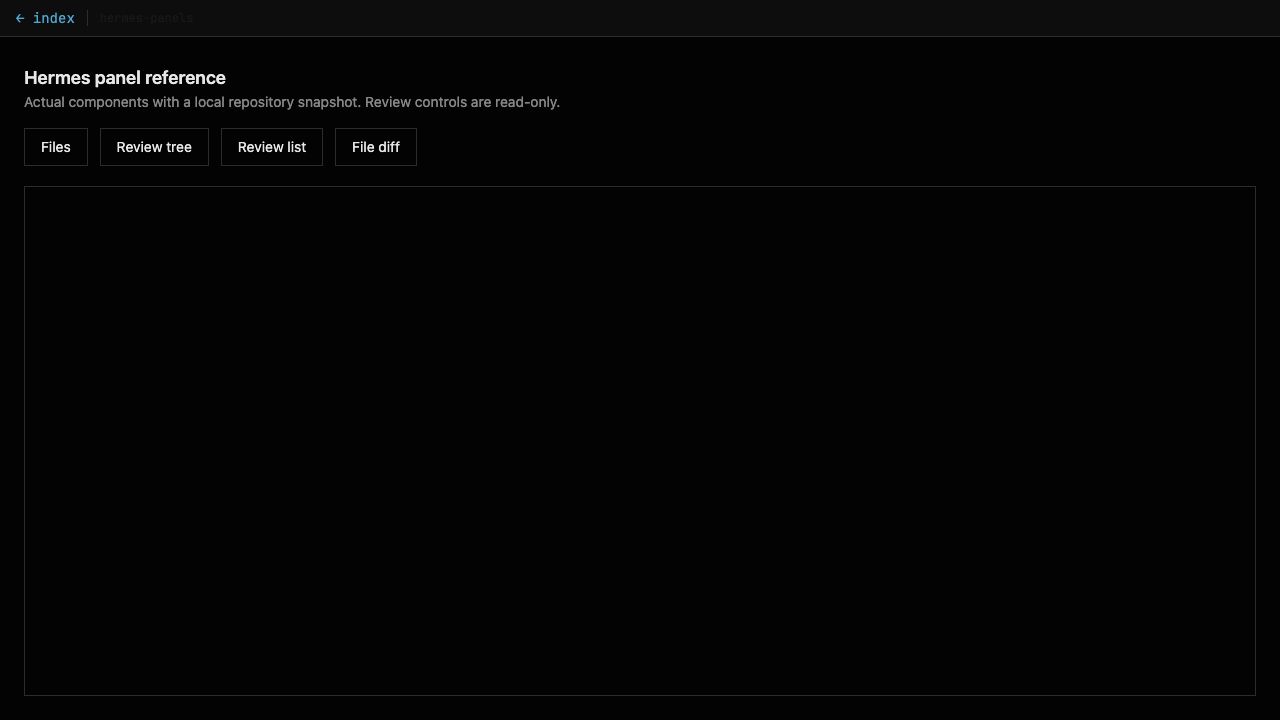 ← index hermes-panels
Hermes panel reference
Actual components with a local repository snapshot. Review controls are read-only.
Files Review tree Review list File diff